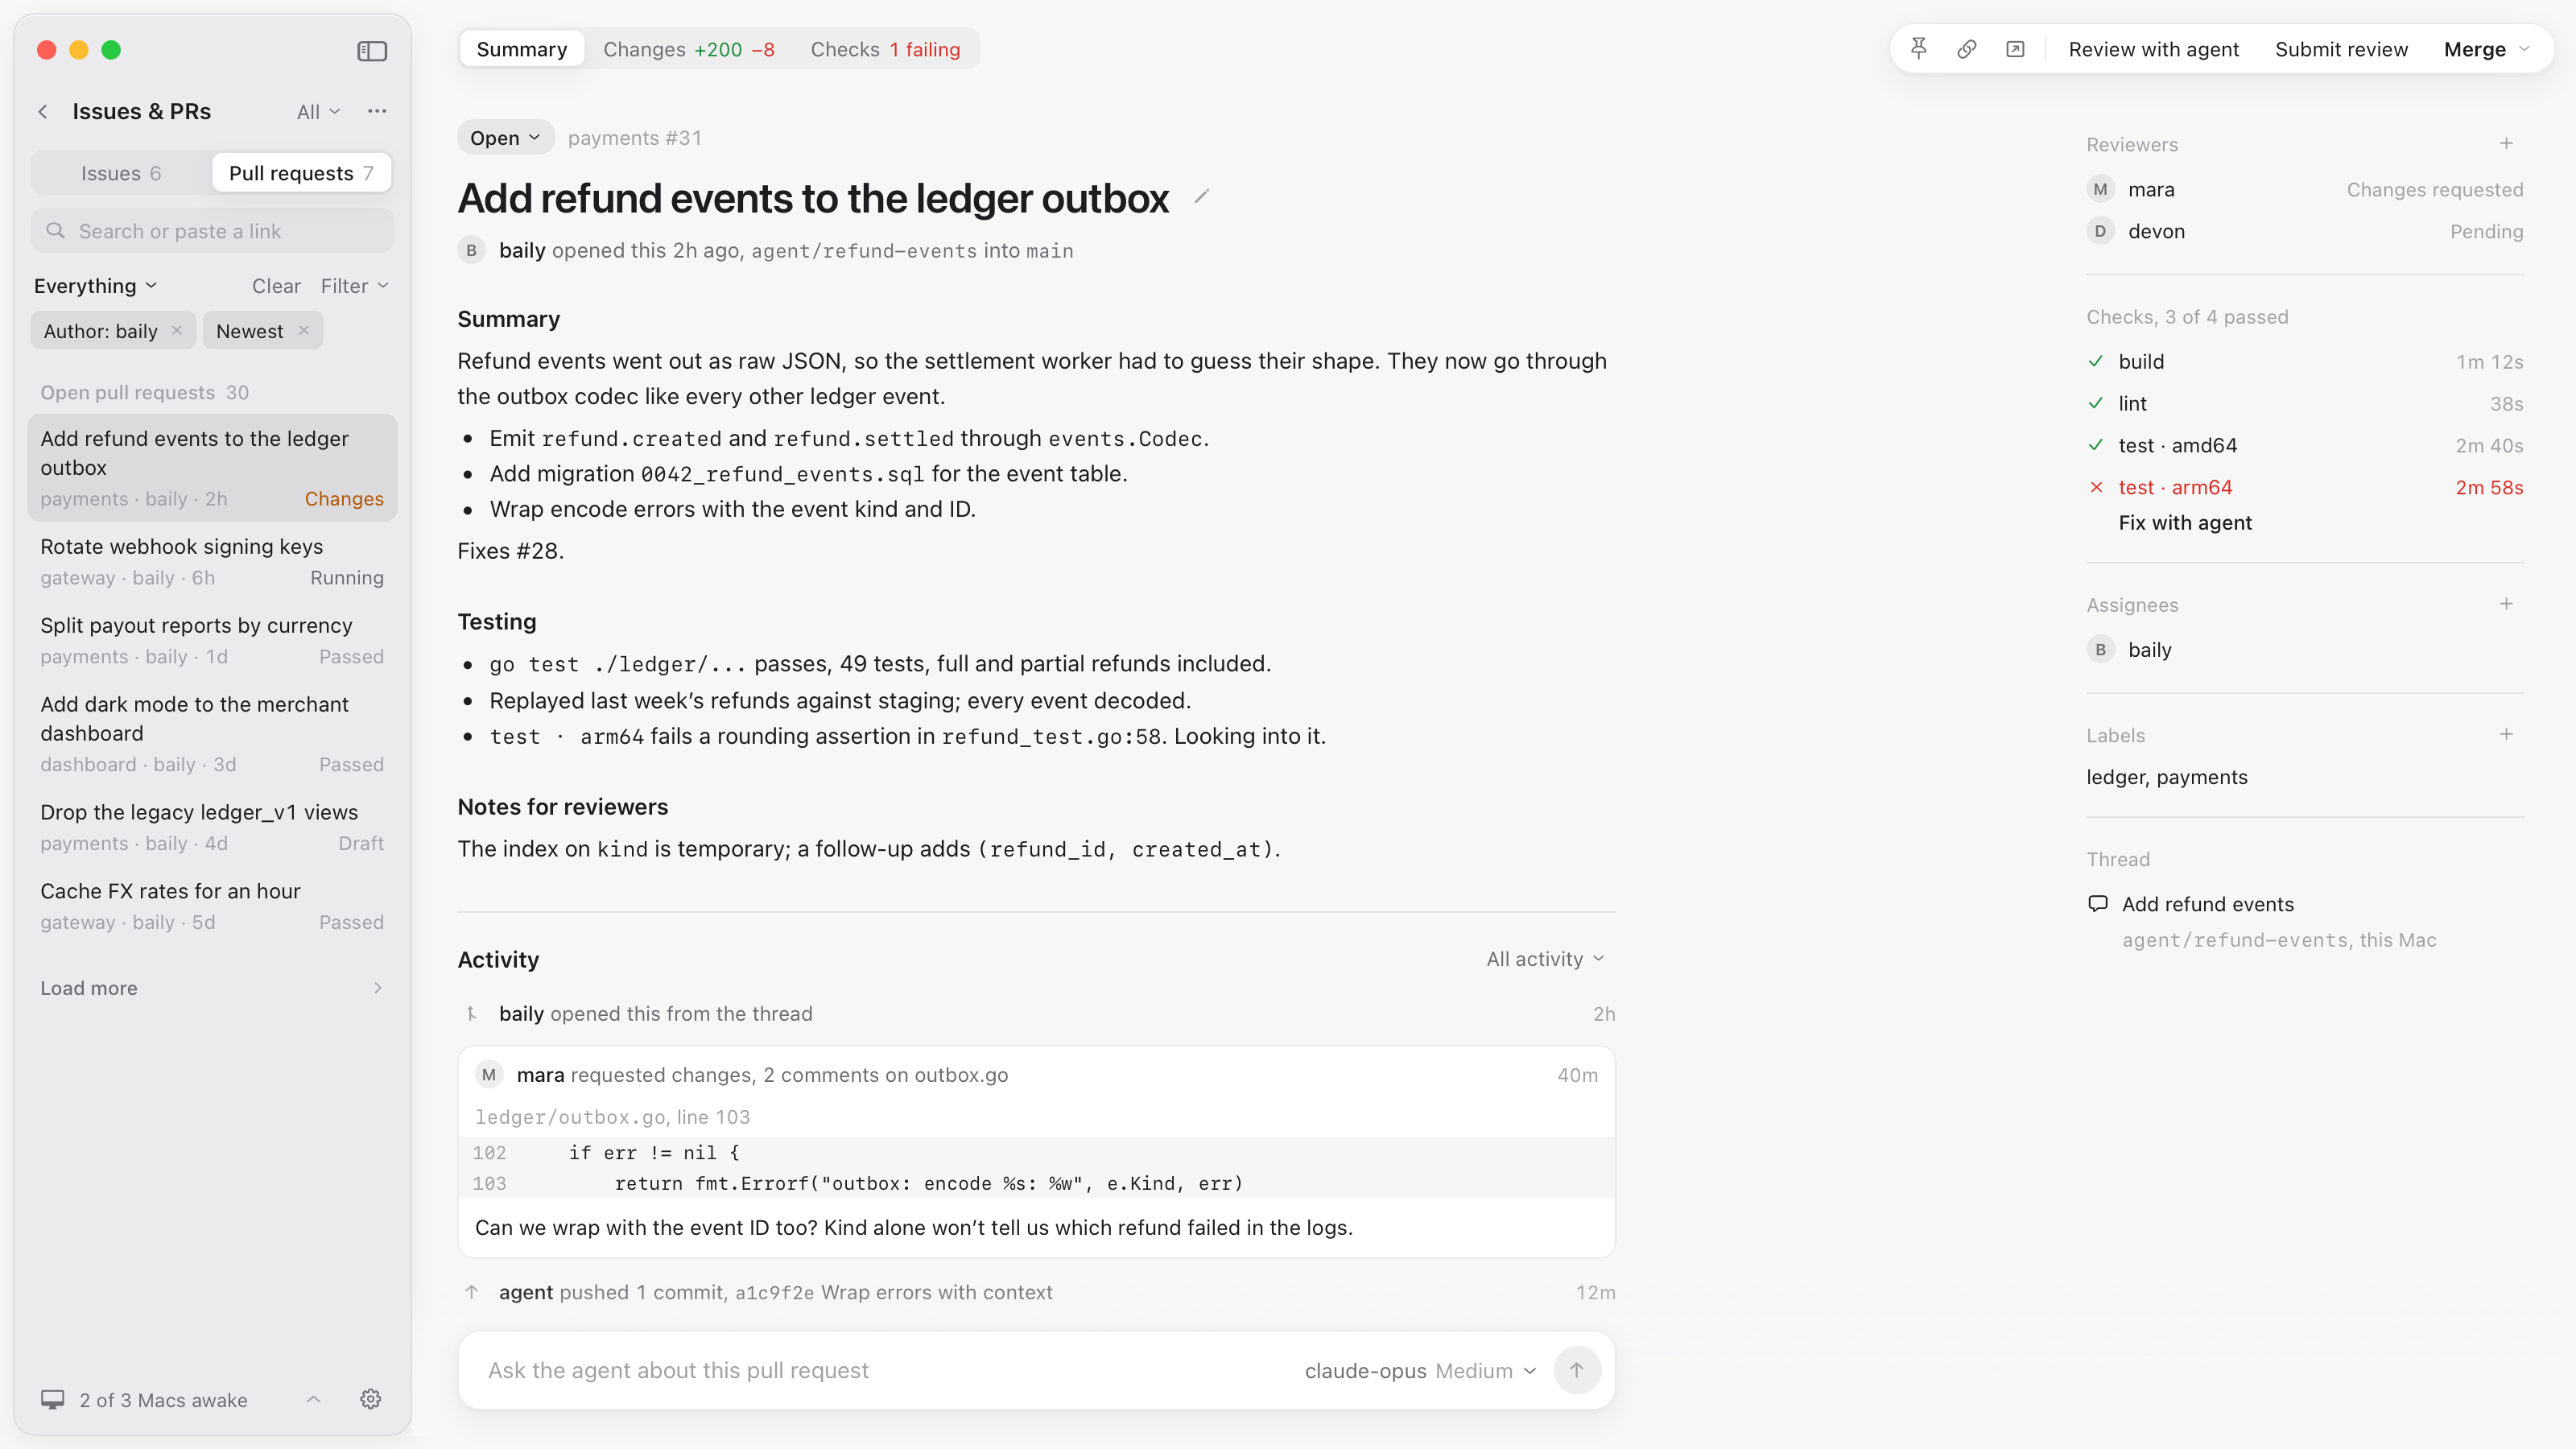 Issues & PRs
All
Issues 6
Pull requests 7
Search or paste a link
Everything
Clear
Filter
Author: baily ×
Newest ×
Open pull requests 30
Add refund events to the ledger
outbox
payments · baily · 2h
Changes
Rotate webhook signing keys
gateway · baily · 6h
Running
Split payout reports by currency
payments · baily · 1d
Passed
Add dark mode to the merchant
dashboard
dashboard · baily · 3d
Passed
Drop the legacy ledger_v1 views
payments · baily · 4d
Draft
Cache FX rates for an hour
gateway · baily · 5d
Passed
Load more
2 of 3 Macs awake
Summary
Changes +200 −8
Checks 1 failing
Review with agent
Submit review
Merge
Open
payments #31
Add refund events to the ledger outbox
B baily opened this 2h ago, agent/refund-events into main
Summary
Refund events went out as raw JSON, so the settlement worker had to guess their shape. They now go through
the outbox codec like every other ledger event.
• Emit refund.created and refund.settled through events.Codec.
• Add migration 0042_refund_events.sql for the event table.
• Wrap encode errors with the event kind and ID.
Fixes #28.
Testing
• go test ./ledger/... passes, 49 tests, full and partial refunds included.
• Replayed last week’s refunds against staging; every event decoded.
• test · arm64 fails a rounding assertion in refund_test.go:58. Looking into it.
Notes for reviewers
The index on kind is temporary; a follow-up adds (refund_id, created_at).
Activity
All activity
baily opened this from the thread
2h
M mara requested changes, 2 comments on outbox.go
40m
ledger/outbox.go, line 103
102 if err != nil {
103 return fmt.Errorf("outbox: encode %s: %w", e.Kind, err)
Can we wrap with the event ID too? Kind alone won’t tell us which refund failed in the logs.
agent pushed 1 commit, a1c9f2e Wrap errors with context
12m
Ask the agent about this pull request
claude-opus Medium
Reviewers
M mara
Changes requested
D devon
Pending
Checks, 3 of 4 passed
build
1m 12s
lint
38s
test · amd64
2m 40s
test · arm64
2m 58s
Fix with agent
Assignees
B baily
Labels
ledger, payments
Thread
Add refund events
agent/refund-events, this Mac